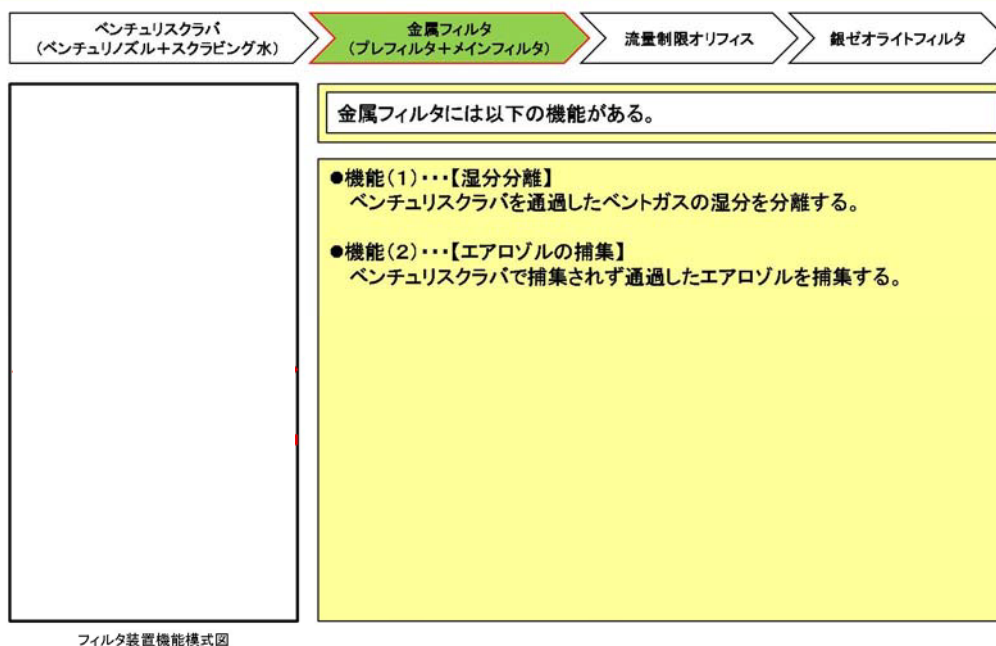 ベンチュリスクラバ
(ベンチュリノズル+スクラビング水)
金属フィルタ
(プレフィルタ+メインフィルタ)
流量制限オリフィス
銀ゼオライトフィルタ
金属フィルタには以下の機能がある。
●機能(1)・・・【湿分分離】
ベンチュリスクラバを通過したベントガスの湿分を分離する。
●機能(2)・・・【エアロゾルの捕集】
ベンチュリスクラバで捕集されず通過したエアロゾルを捕集する。
フィルタ装置機能模式図